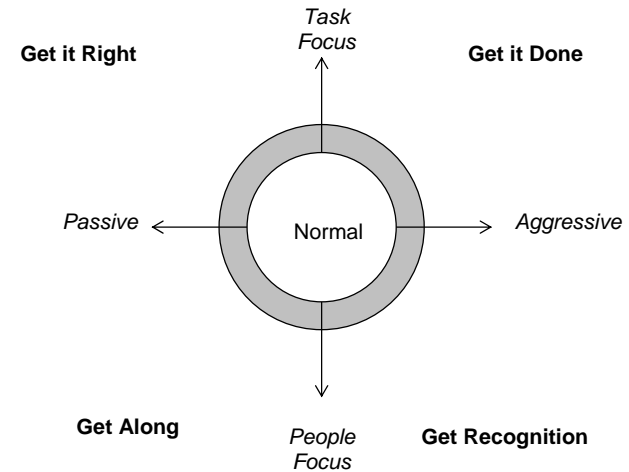 Task
Focus
Get it Right
Get it Done
Passive
Normal
Aggressive
Get Along
People
Focus
Get Recognition